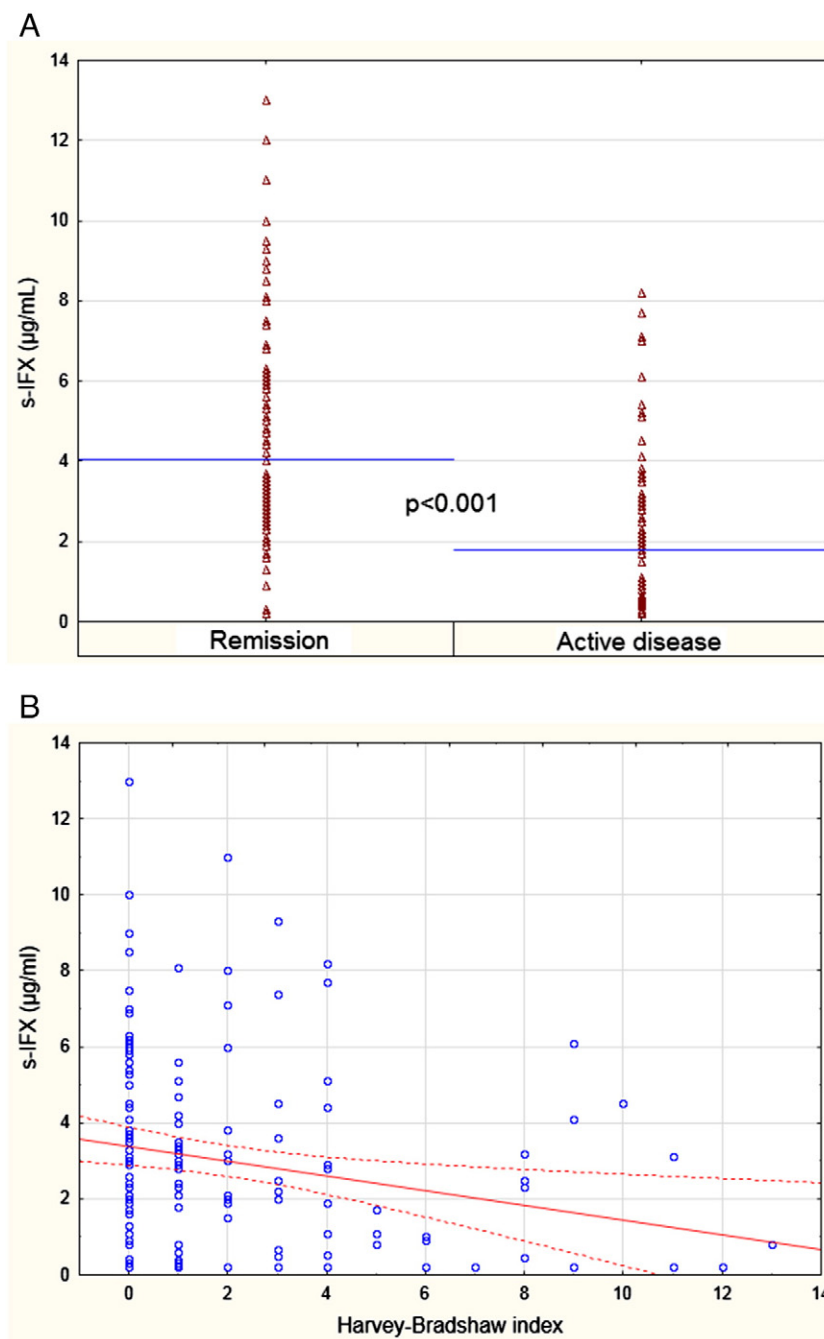 A
14
12
10
8
6
4
2
0
s-IFX (µg/mL)
p<0.001
Remission
Active disease
B
14
12
10
8
6
4
2
0
s-IFX (µg/ml)
0 2 4 6 8 10 12 14
Harvey-Bradshaw index